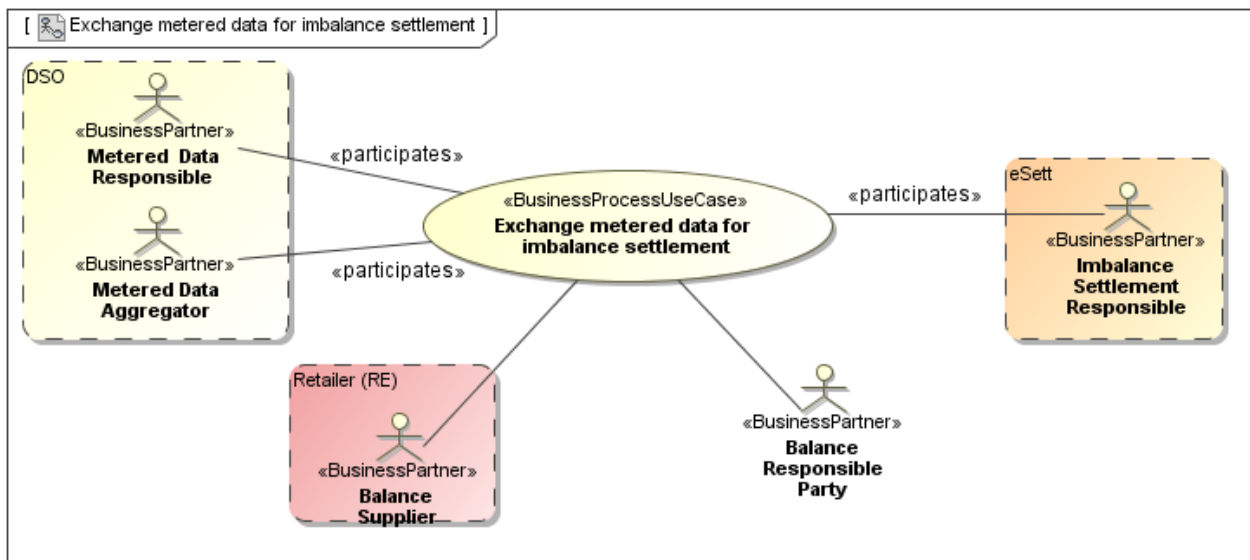 [ Exchange metered data for imbalance settlement ]
DSO
«BusinessPartner»
Metered Data
Responsible
«participates»
«BusinessPartner»
Metered Data
Aggregator
«participates»
«BusinessProcessUseCase»
Exchange metered data for
imbalance settlement
«participates»
eSett
«BusinessPartner»
Imbalance
Settlement
Responsible
Retailer (RE)
«BusinessPartner»
Balance
Supplier
«BusinessPartner»
Balance
Responsible
Party